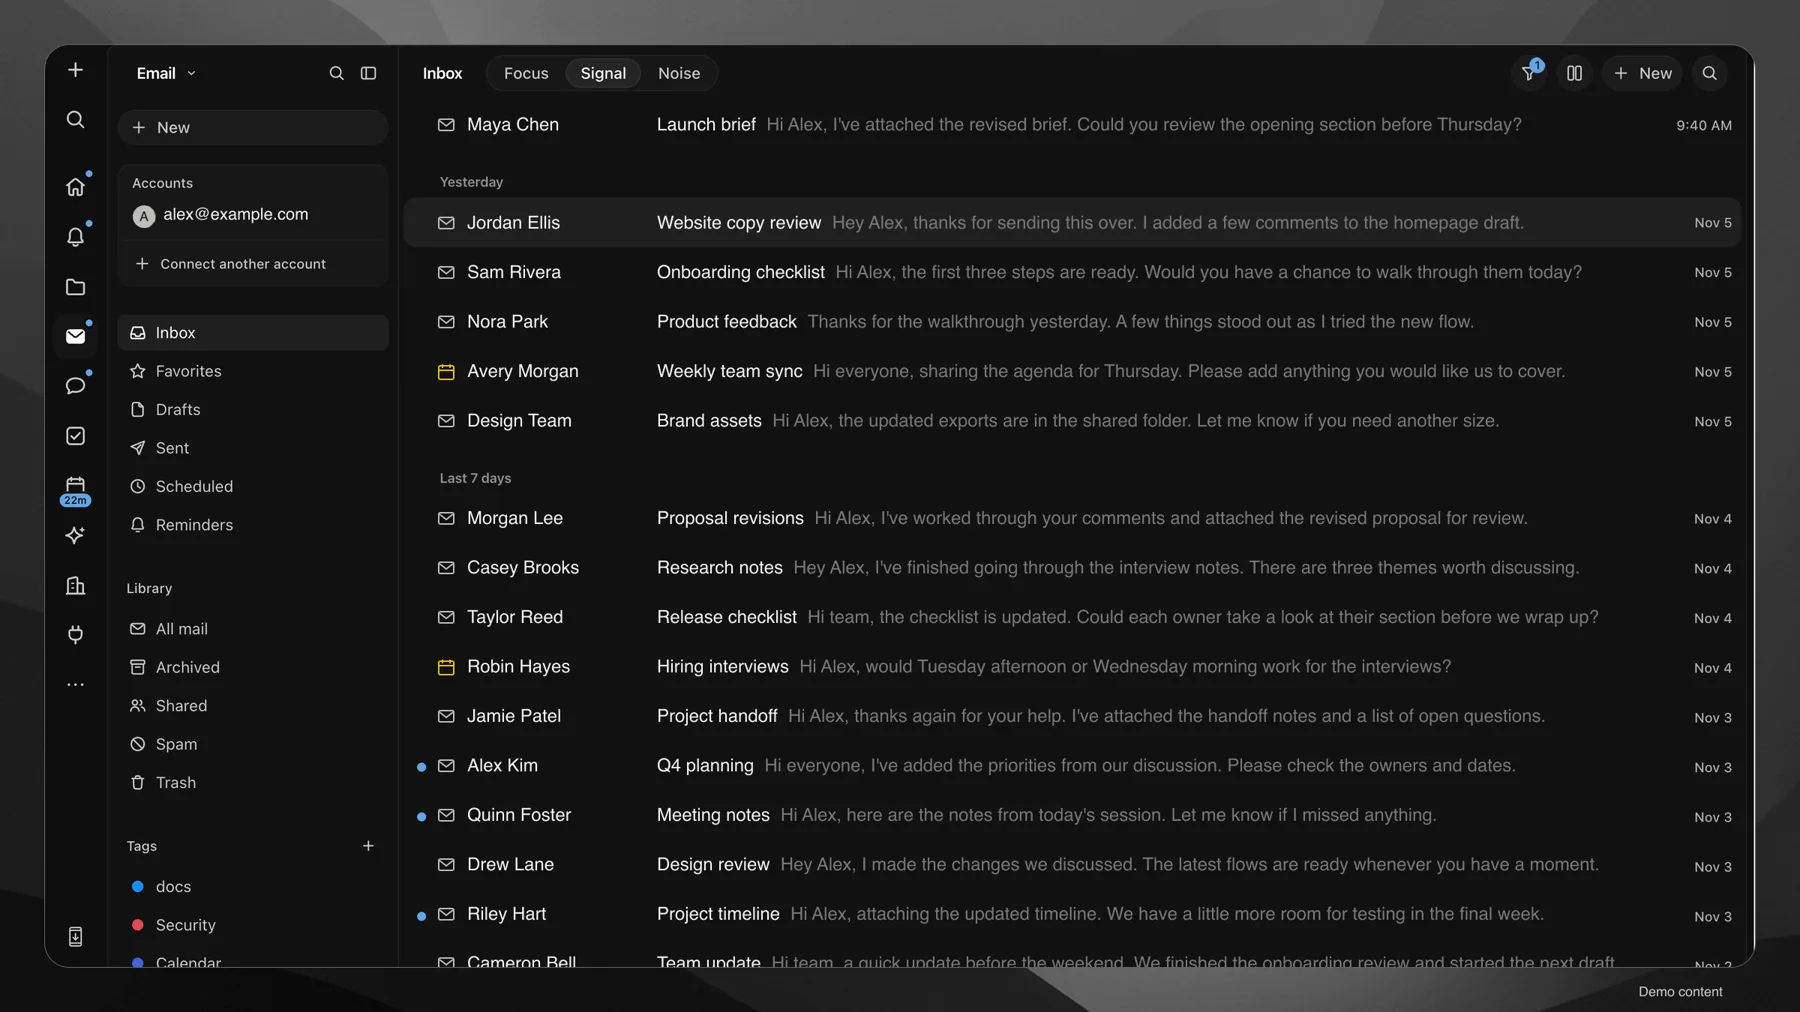 Email
Inbox Focus Signal Noise
1
New
New
Accounts
A alex@example.com
Connect another account
Inbox
Favorites
Drafts
Sent
Scheduled
Reminders
22m
Library
All mail
Archived
Shared
Spam
Trash
Tags
docs
Security
Calendar
Maya Chen Launch brief Hi Alex, I've attached the revised brief. Could you review the opening section before Thursday? 9:40 AM
Yesterday
Jordan Ellis Website copy review Hey Alex, thanks for sending this over. I added a few comments to the homepage draft. Nov 5
Sam Rivera Onboarding checklist Hi Alex, the first three steps are ready. Would you have a chance to walk through them today? Nov 5
Nora Park Product feedback Thanks for the walkthrough yesterday. A few things stood out as I tried the new flow. Nov 5
Avery Morgan Weekly team sync Hi everyone, sharing the agenda for Thursday. Please add anything you would like us to cover. Nov 5
Design Team Brand assets Hi Alex, the updated exports are in the shared folder. Let me know if you need another size. Nov 5
Last 7 days
Morgan Lee Proposal revisions Hi Alex, I've worked through your comments and attached the revised proposal for review. Nov 4
Casey Brooks Research notes Hey Alex, I've finished going through the interview notes. There are three themes worth discussing. Nov 4
Taylor Reed Release checklist Hi team, the checklist is updated. Could each owner take a look at their section before we wrap up? Nov 4
Robin Hayes Hiring interviews Hi Alex, would Tuesday afternoon or Wednesday morning work for the interviews? Nov 4
Jamie Patel Project handoff Hi Alex, thanks again for your help. I've attached the handoff notes and a list of open questions. Nov 3
Alex Kim Q4 planning Hi everyone, I've added the priorities from our discussion. Please check the owners and dates. Nov 3
Quinn Foster Meeting notes Hi Alex, here are the notes from today's session. Let me know if I missed anything. Nov 3
Drew Lane Design review Hey Alex, I made the changes we discussed. The latest flows are ready whenever you have a moment. Nov 3
Riley Hart Project timeline Hi Alex, attaching the updated timeline. We have a little more room for testing in the final week. Nov 3
Cameron Bell Team update Hi team, a quick update before the weekend. We finished the onboarding review and started the next draft. Nov 2
Demo content